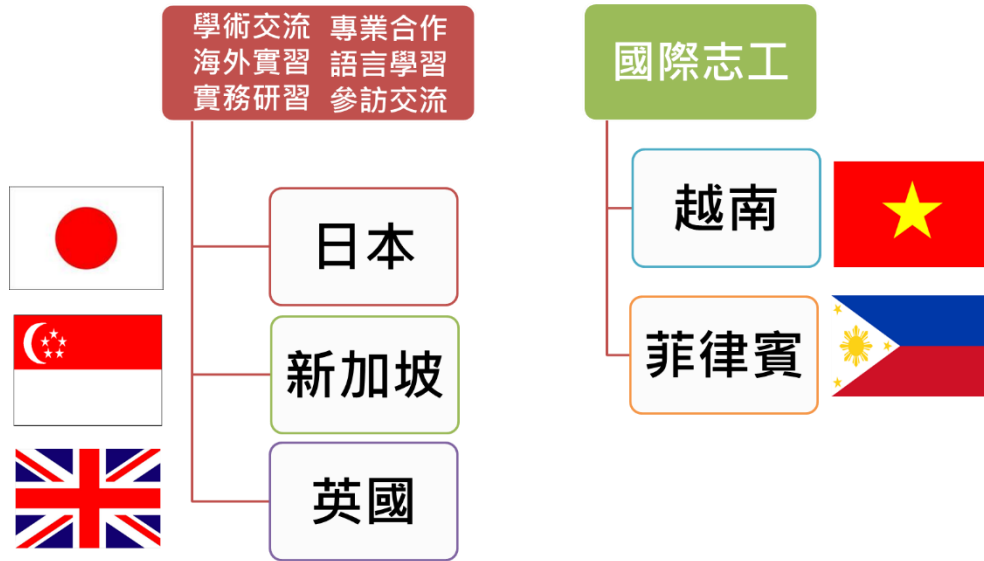 學術交流 專業合作
海外實習 語言學習
實務研習 參訪交流
日本
新加坡
英國
國際志工
越南
菲律賓